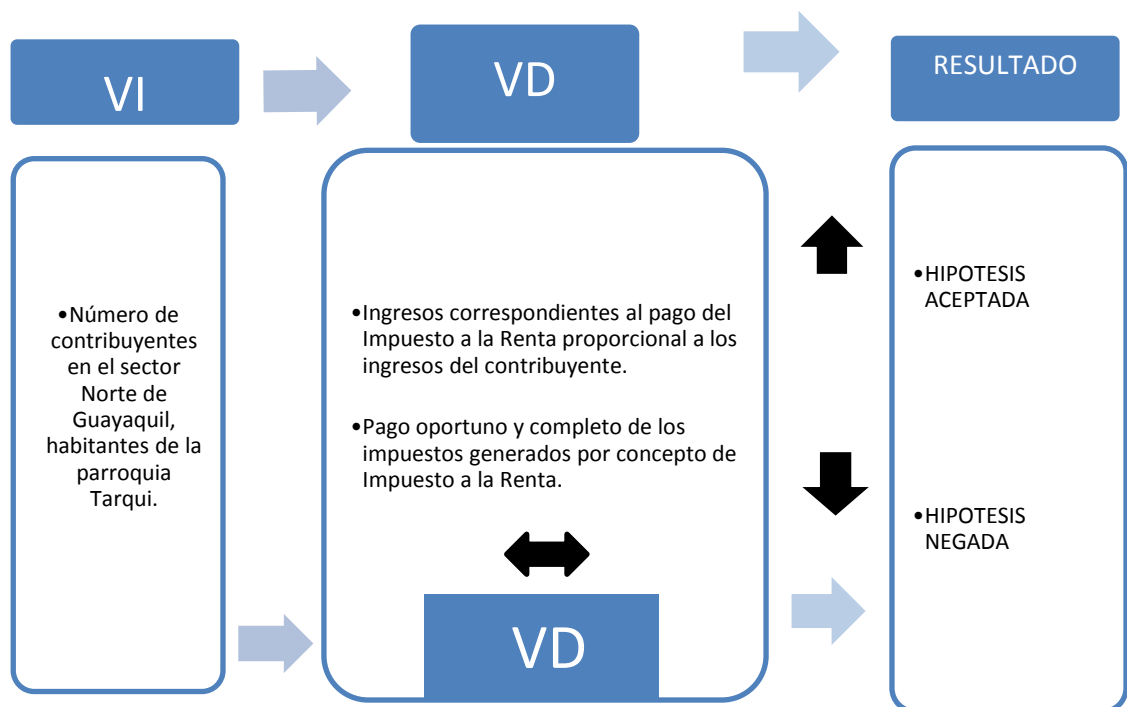 VI
VD
RESULTADO
•Número de
contribuyentes
en el sector
Norte de
Guayaquil,
habitantes de la
parroquia
Tarqui.
•Ingresos correspondientes al pago del
Impuesto a la Renta proporcional a los
ingresos del contribuyente.
•Pago oportuno y completo de los
impuestos generados por concepto de
Impuesto a la Renta.
VD
•HIPOTESIS
ACEPTADA
•HIPOTESIS
NEGADA